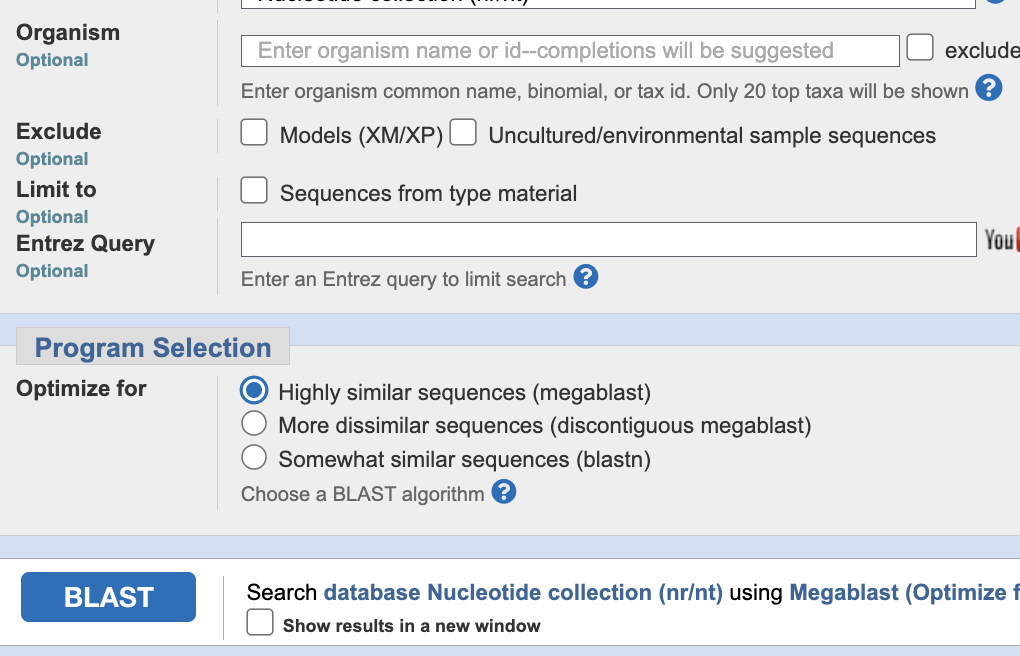 Nucleotide collection (nr/nt)
Organism
Optional
Enter organism name or id--completions will be suggested
exclude
Enter organism common name, binomial, or tax id. Only 20 top taxa will be shown ?
Exclude
Optional
Models (XM/XP) Uncultured/environmental sample sequences
Limit to
Optional
Sequences from type material
Entrez Query
Optional
You
Enter an Entrez query to limit search ?
Program Selection
Optimize for
Highly similar sequences (megablast)
More dissimilar sequences (discontiguous megablast)
Somewhat similar sequences (blastn)
Choose a BLAST algorithm ?
BLAST
Search database Nucleotide collection (nr/nt) using Megablast (Optimize f
Show results in a new window